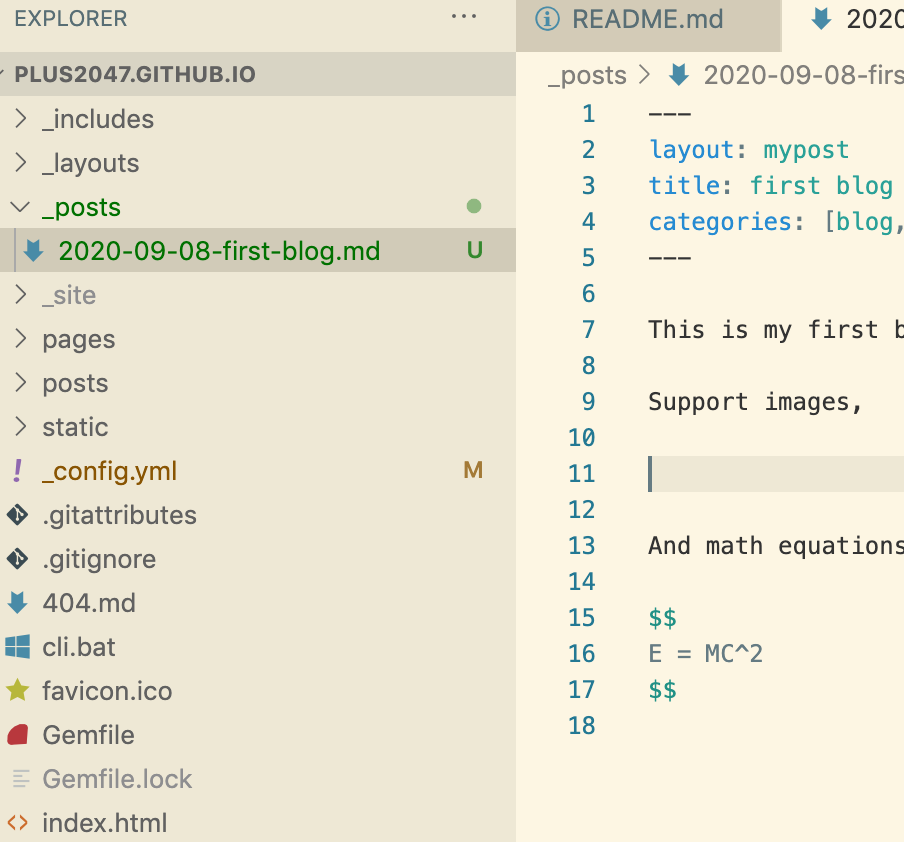 EXPLORER
PLUS2047.GITHUB.IO
_includes
_layouts
_posts
2020-09-08-first-blog.md U
_site
pages
posts
static
_config.yml M
.gitattributes
.gitignore
404.md
cli.bat
favicon.ico
Gemfile
Gemfile.lock
index.html
README.md 202
_posts > 2020-09-08-firs
1 ---
2 layout: mypost
3 title: first blog
4 categories: [blog,
5 ---
6
7 This is my first b
8
9 Support images,
10
11
12
13 And math equations
14
15 $$
16 E = MC^2
17 $$
18